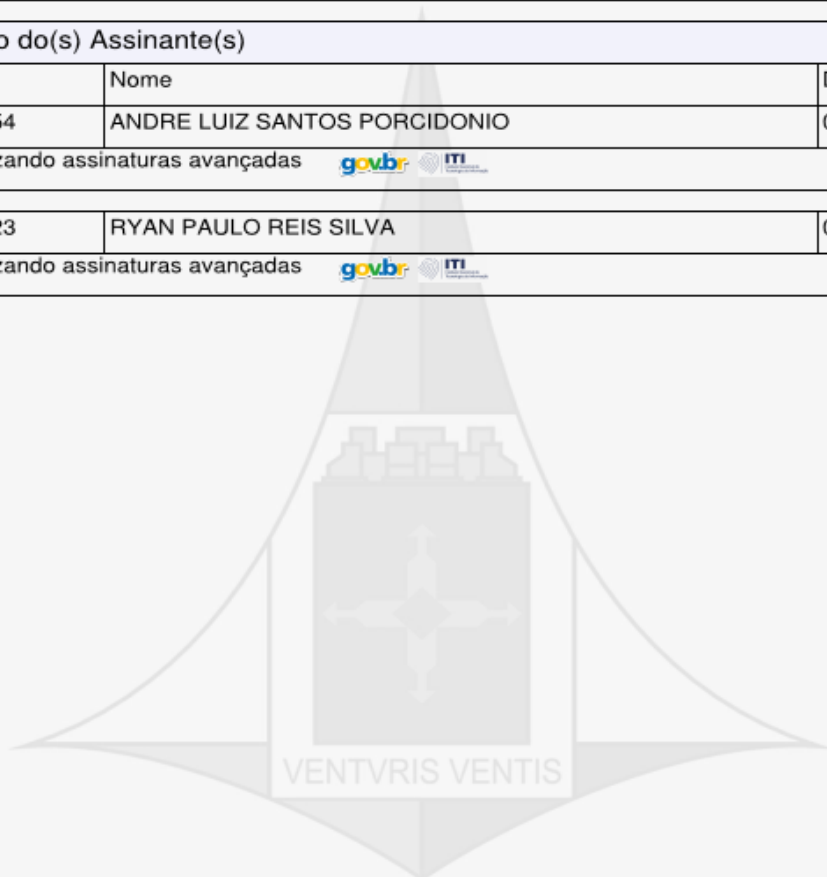 o do(s) Assinante(s)
Nome
54 ANDRE LUIZ SANTOS PORCIDONIO
zando assinaturas avançadas gov.br ITI
23 RYAN PAULO REIS SILVA
zando assinaturas avançadas gov.br ITI
VENTVRIS VENTIS